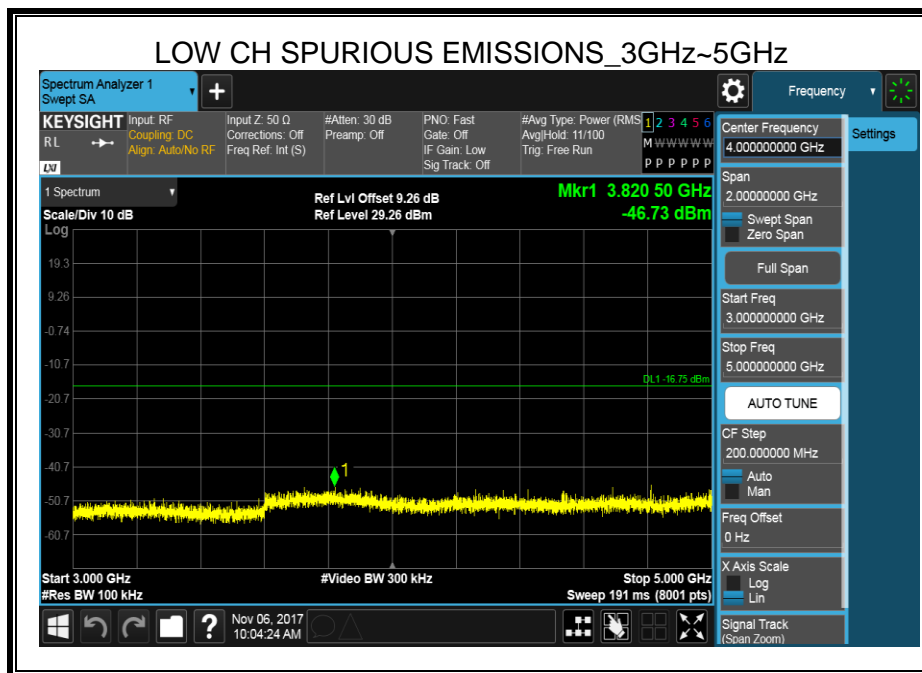 LOW CH SPURIOUS EMISSIONS_3GHz~5GHz
Spectrum Analyzer 1
Swept SA
+
Frequency
KEYSIGHT
RL
LXI
Input: RF
Coupling: DC
Align: Auto/No RF
Input Z: 50 Ω
Corrections: Off
Freq Ref: Int (S)
#Atten: 30 dB
Preamp: Off
PNO: Fast
Gate: Off
IF Gain: Low
Sig Track: Off
#Avg Type: Power (RMS
Avg|Hold: 11/100
Trig: Free Run
1 2 3 4 5 6
M W W W W W
P P P P P P
1 Spectrum
Scale/Div 10 dB
Ref Lvl Offset 9.26 dB
Ref Level 29.26 dBm
Mkr1 3.820 50 GHz
-46.73 dBm
Log
19.3
9.26
-0.74
-10.7
DL1 -16.75 dBm
-20.7
-30.7
-40.7
1
-50.7
-60.7
Start 3.000 GHz
#Res BW 100 kHz
#Video BW 300 kHz
Stop 5.000 GHz
Sweep 191 ms (8001 pts)
?
Nov 06, 2017
10:04:24 AM
Center Frequency
4.000000000 GHz
Settings
Span
2.00000000 GHz
Swept Span
Zero Span
Full Span
Start Freq
3.000000000 GHz
Stop Freq
5.000000000 GHz
AUTO TUNE
CF Step
200.000000 MHz
Auto
Man
Freq Offset
0 Hz
X Axis Scale
Log
Lin
Signal Track
(Span Zoom)